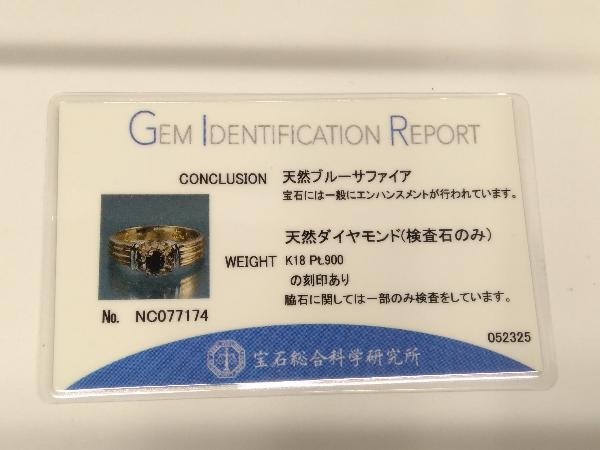 GEM IDENTIFICATION REPORT
CONCLUSION 天然ブルーサファイア
宝石には一般にエンハンスメントが行われています。
天然ダイヤモンド(検査石のみ)
WEIGHT K18 Pt.900
の刻印あり
脇石に関しては一部のみ検査をしています。
No. NC077174
052325
宝石総合科学研究所